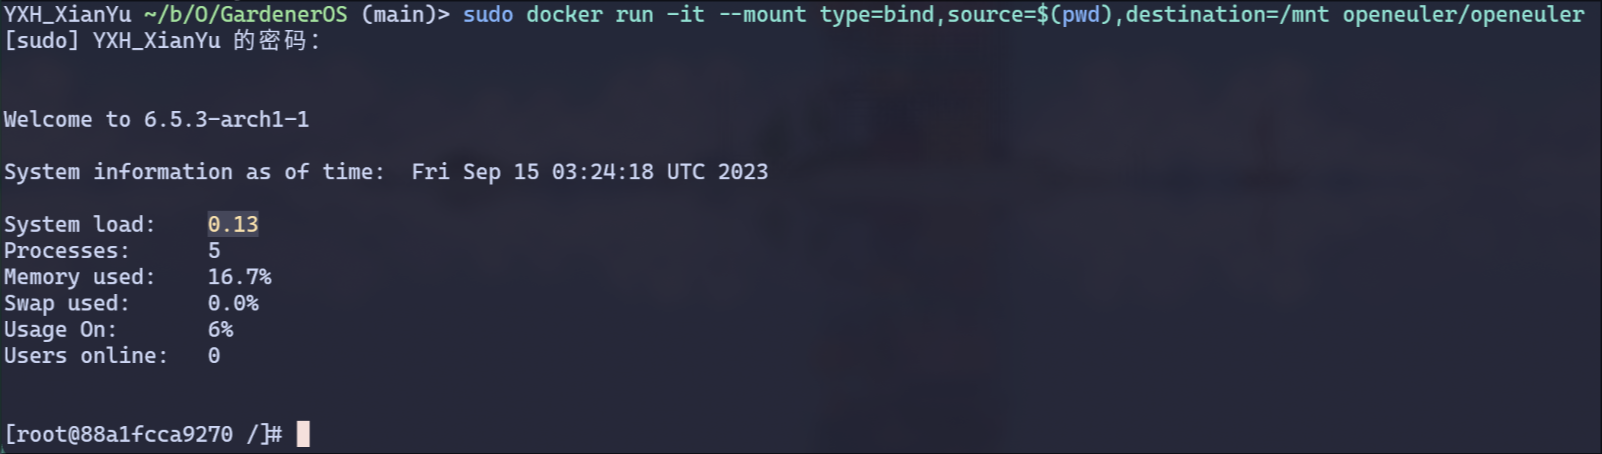 YXH_XianYu ~/b/O/GardenerOS (main)> sudo docker run -it --mount type=bind,source=$(pwd),destination=/mnt openeuler/openeuler
[sudo] YXH_XianYu 的密码：
Welcome to 6.5.3-arch1-1
System information as of time:  Fri Sep 15 03:24:18 UTC 2023
System load:    0.13
Processes:      5
Memory used:    16.7%
Swap used:      0.0%
Usage On:       6%
Users online:   0
[root@88a1fcca9270 /]#